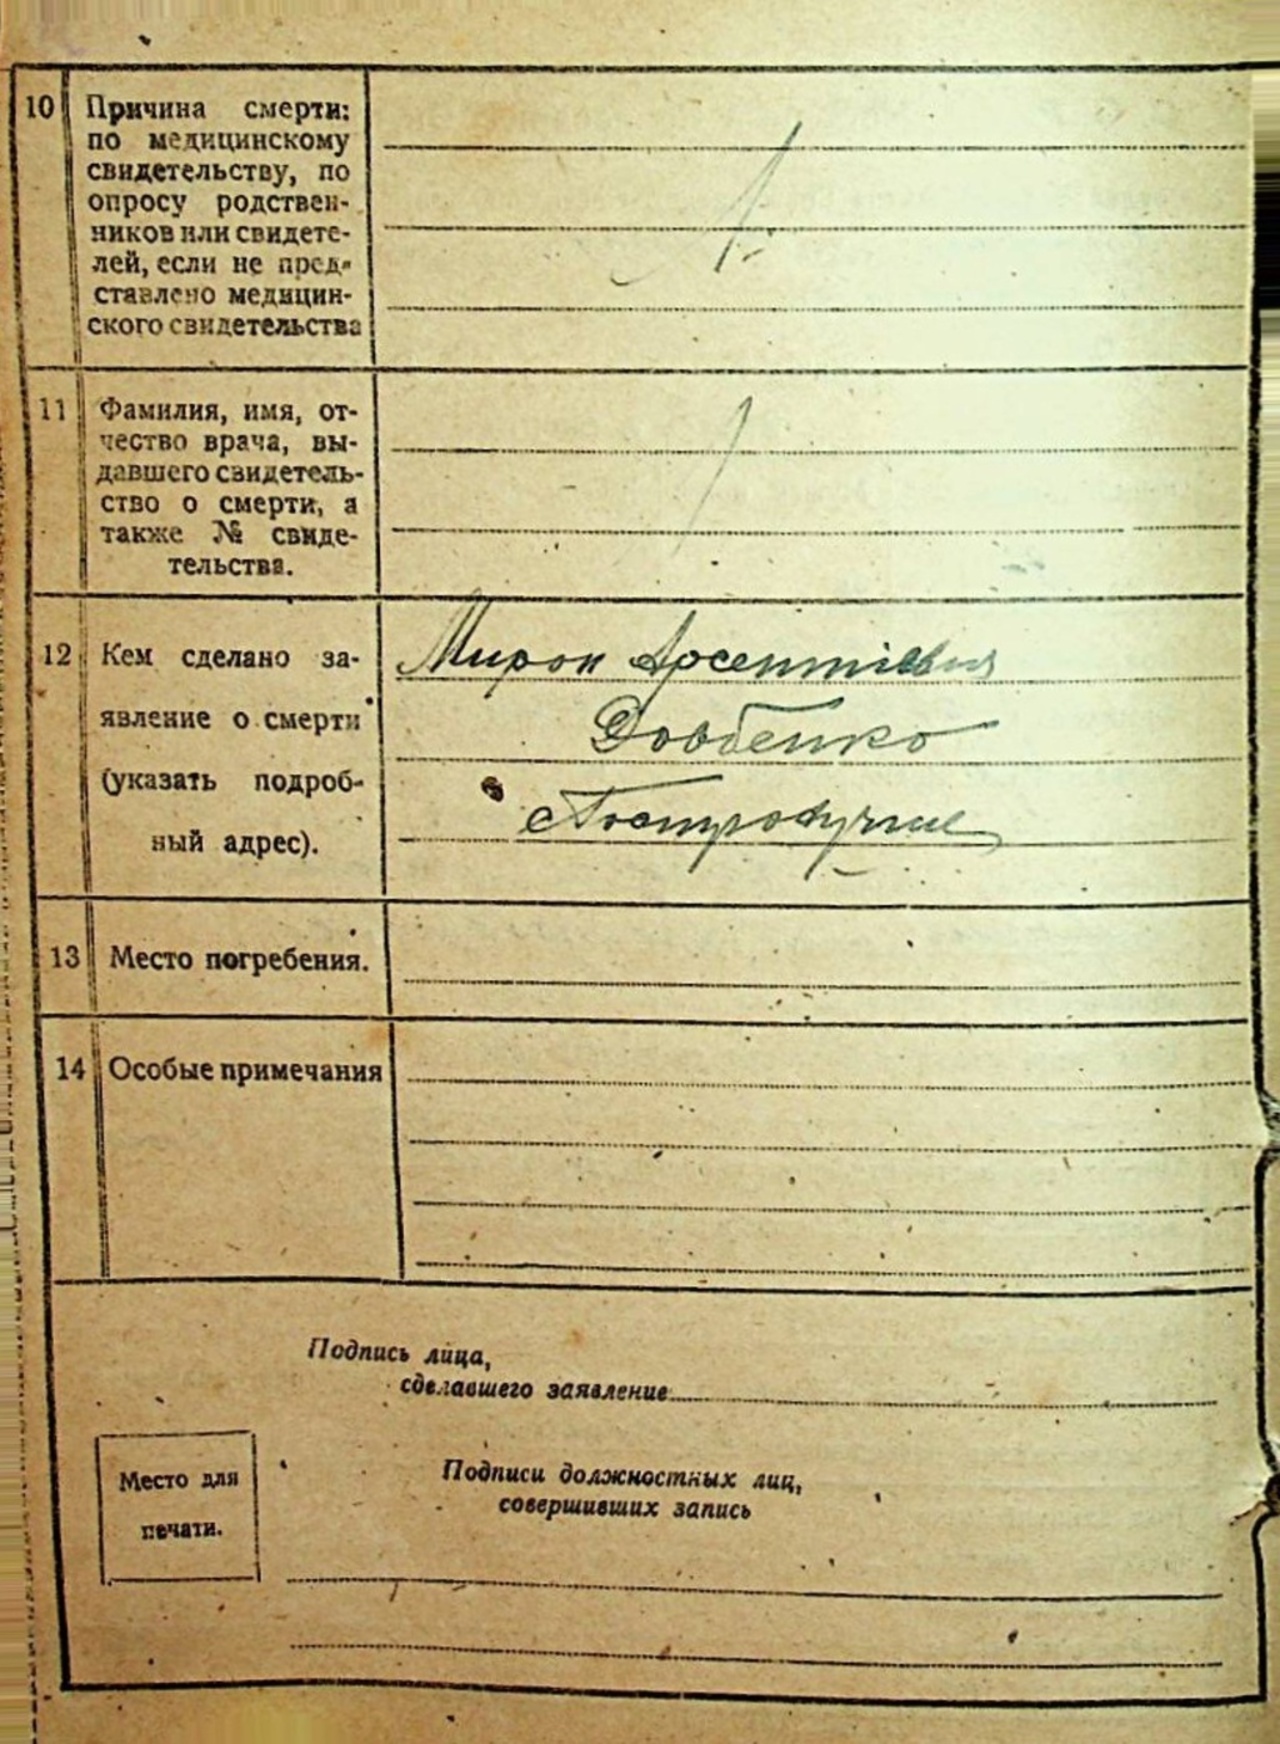 10 Причина смерти:
по медицинскому
свидетельству, по
опросу родствен-
ников или свидете-
лей, если не пред-
ставлено медицин-
ского свидетельства
11 Фамилия, имя, от-
чество врача, вы-
давшего свидетель-
ство о смерти, а
также № свиде-
тельства.
12 Кем сделано за-
явление о смерти
(указать подроб-
ный адрес).
Мирон
Довбенко
13 Место погребения.
14 Особые примечания
Подпись лица,
сделавшего заявление
Место для
печати.
Подписи должностных лиц,
совершивших запись